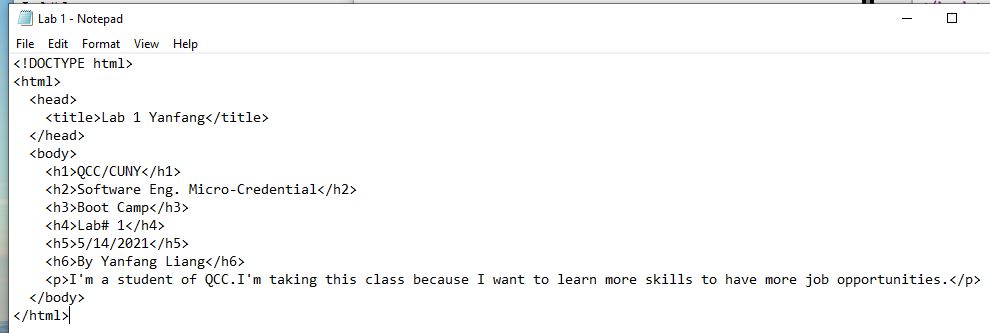 Lab 1 - Notepad
File Edit Format View Help
<!DOCTYPE html>
<html>
  <head>
    <title>Lab 1 Yanfang</title>
  </head>
  <body>
    <h1>QCC/CUNY</h1>
    <h2>Software Eng. Micro-Credential</h2>
    <h3>Boot Camp</h3>
    <h4>Lab# 1</h4>
    <h5>5/14/2021</h5>
    <h6>By Yanfang Liang</h6>
    <p>I'm a student of QCC.I'm taking this class because I want to learn more skills to have more job opportunities.</p>
  </body>
</html>